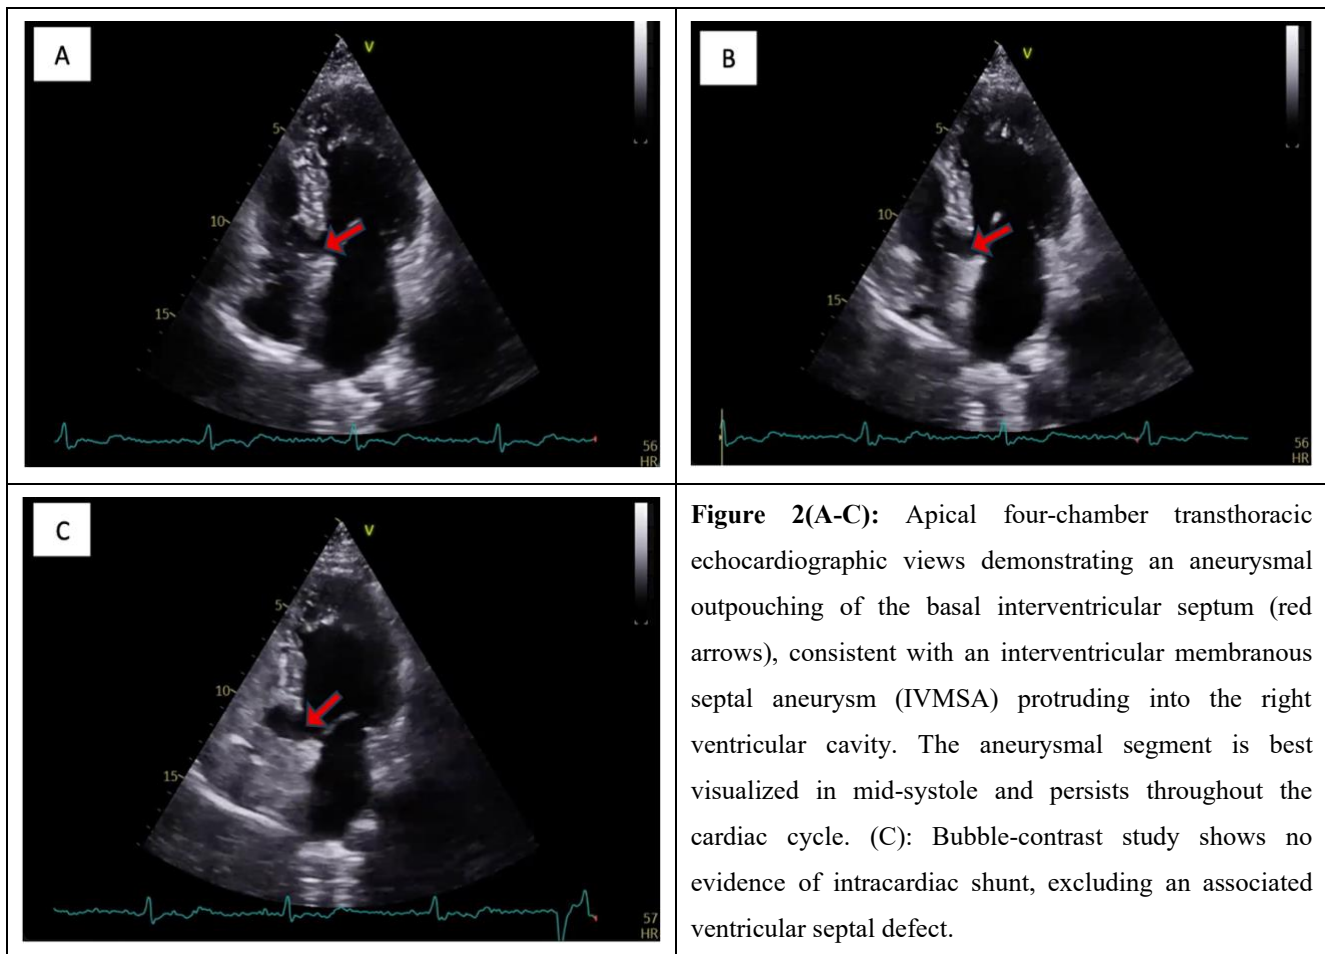 A
V
5
10
15
56
HR
B
V
5
10
15
56
HR
C
V
5
10
15
57
HR
Figure 2(A-C): Apical four-chamber transthoracic
echocardiographic views demonstrating an aneurysmal
outpouching of the basal interventricular septum (red
arrows), consistent with an interventricular membranous
septal aneurysm (IVMSA) protruding into the right
ventricular cavity. The aneurysmal segment is best
visualized in mid-systole and persists throughout the
cardiac cycle. (C): Bubble-contrast study shows no
evidence of intracardiac shunt, excluding an associated
ventricular septal defect.